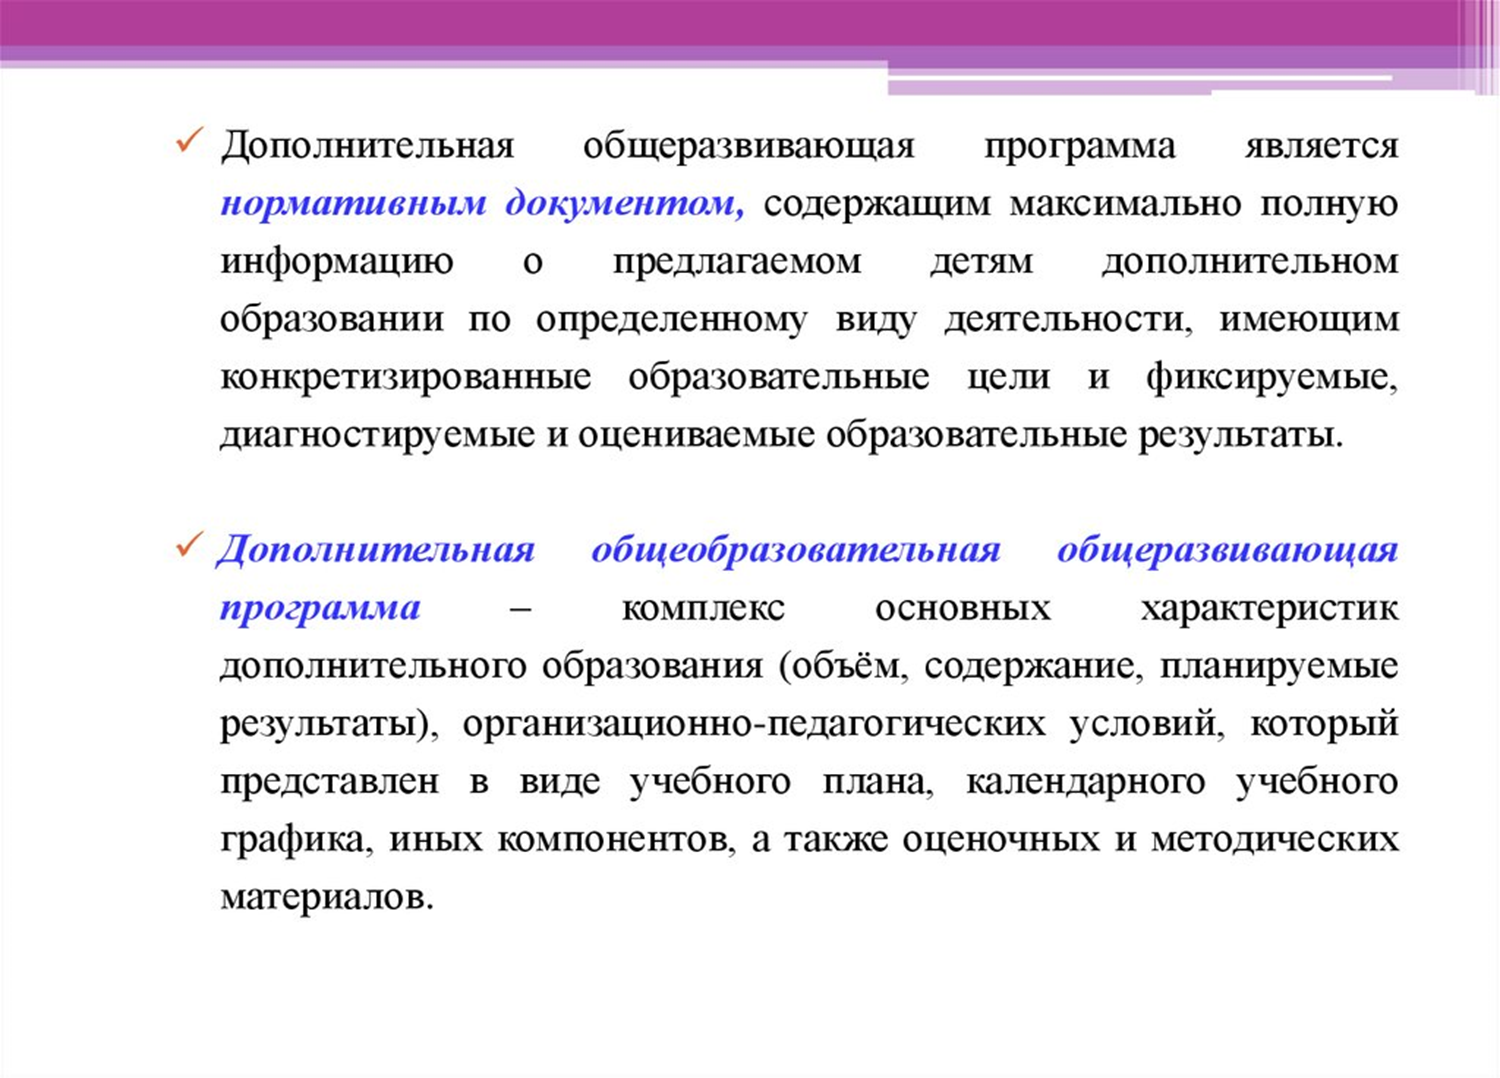 Дополнительная общеразвивающая программа является
нормативным документом, содержащим максимально полную
информацию о предлагаемом детям дополнительном
образовании по определенному виду деятельности, имеющим
конкретизированные образовательные цели и фиксируемые,
диагностируемые и оцениваемые образовательные результаты.
Дополнительная общеобразовательная общеразвивающая
программа – комплекс основных характеристик
дополнительного образования (объём, содержание, планируемые
результаты), организационно-педагогических условий, который
представлен в виде учебного плана, календарного учебного
графика, иных компонентов, а также оценочных и методических
материалов.